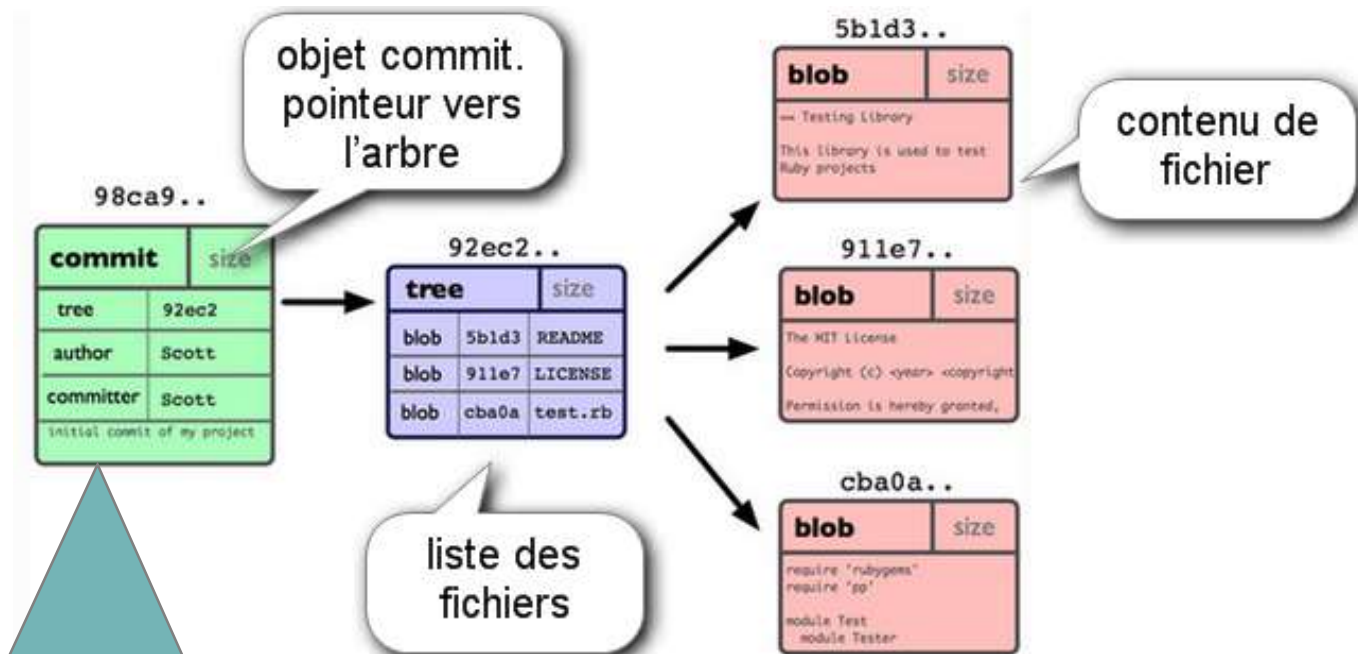 objet commit.
pointeur vers
l'arbre
98ca9..
commit size
tree 92ec2
author Scott
committer Scott
initial commit of my project
92ec2..
tree size
blob 5b1d3 README
blob 911e7 LICENSE
blob cba0a test.rb
liste des
fichiers
5b1d3..
blob size
== Testing Library
This library is used to test
Ruby projects
contenu de
fichier
911e7..
blob size
The MIT License
Copyright (c) <year> <copyright
Permission is hereby granted,
cba0a..
blob size
require 'rubygems'
require 'pp'
module Test
module Tester